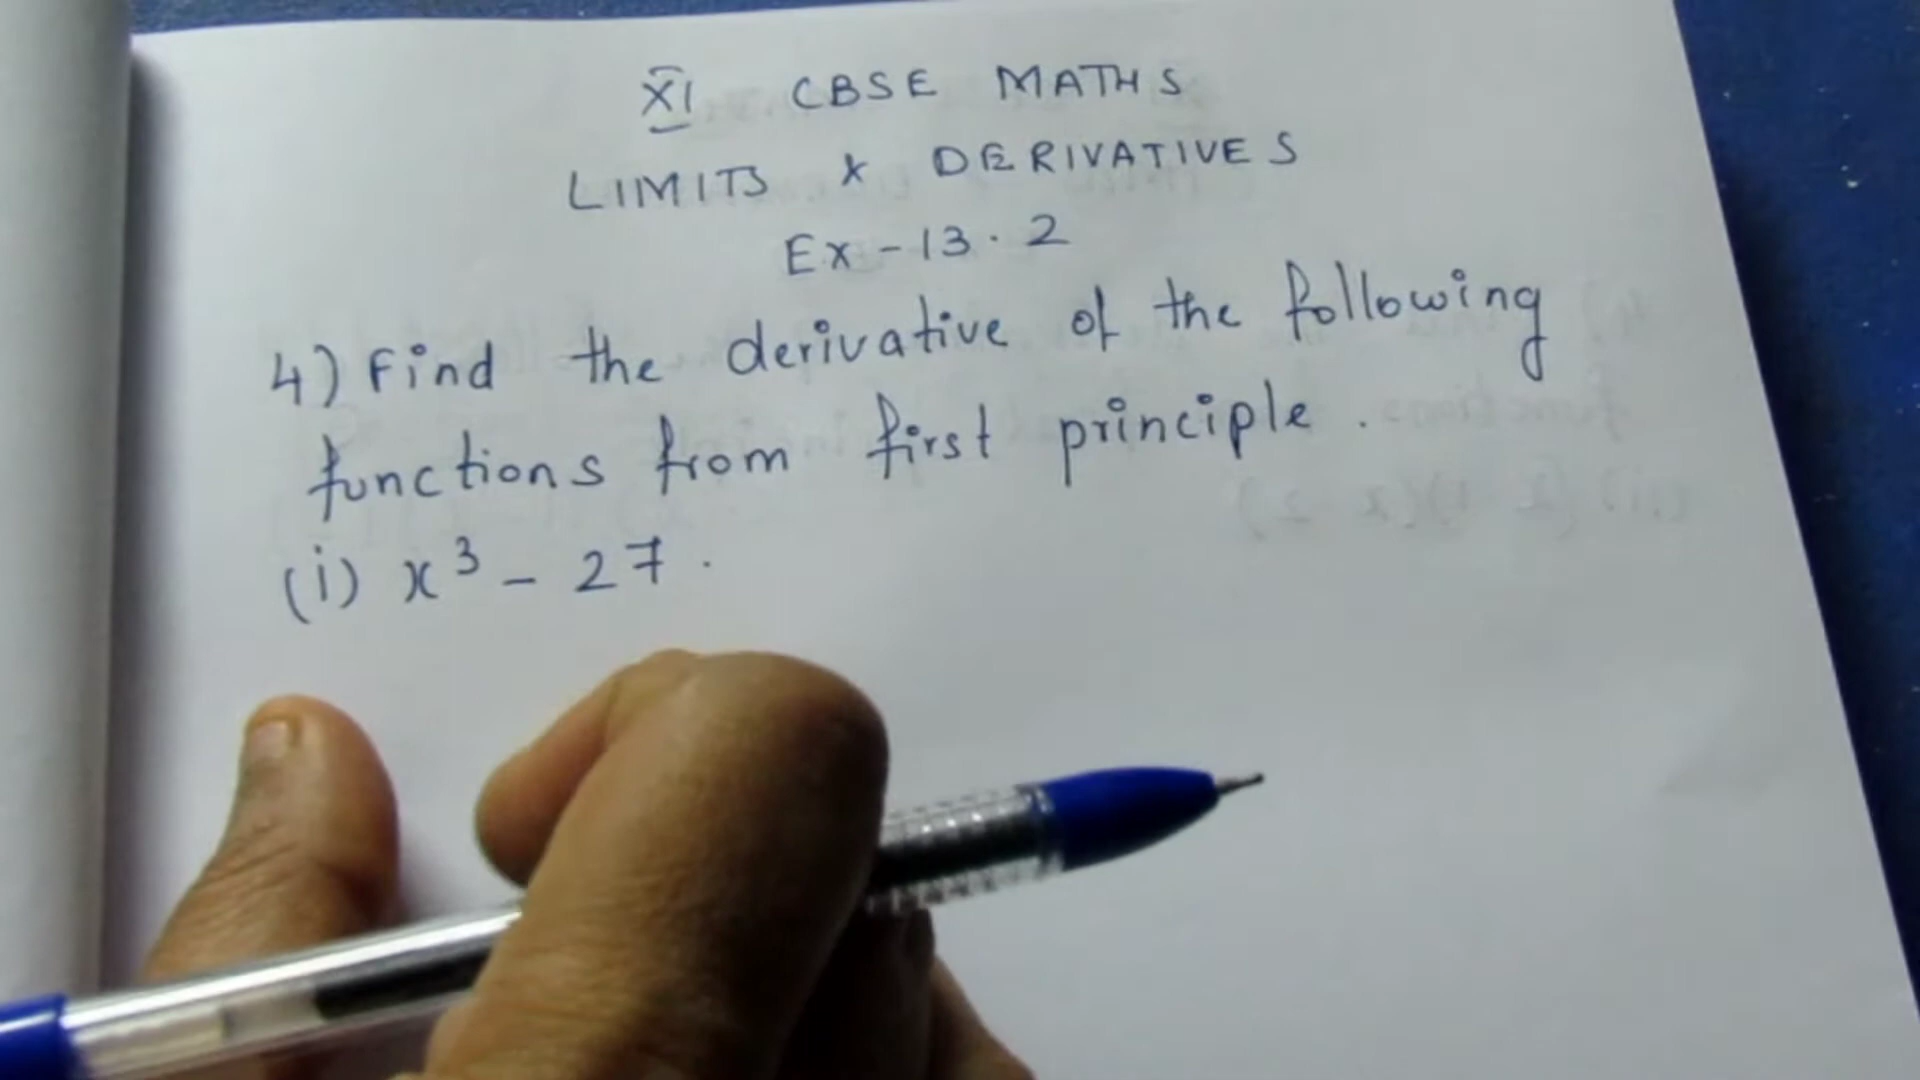 XI CBSE MATHS
LIMITS & DERIVATIVES
Ex - 13.2
4) Find the derivative of the following
functions from first principle.
(i) x³ - 27.